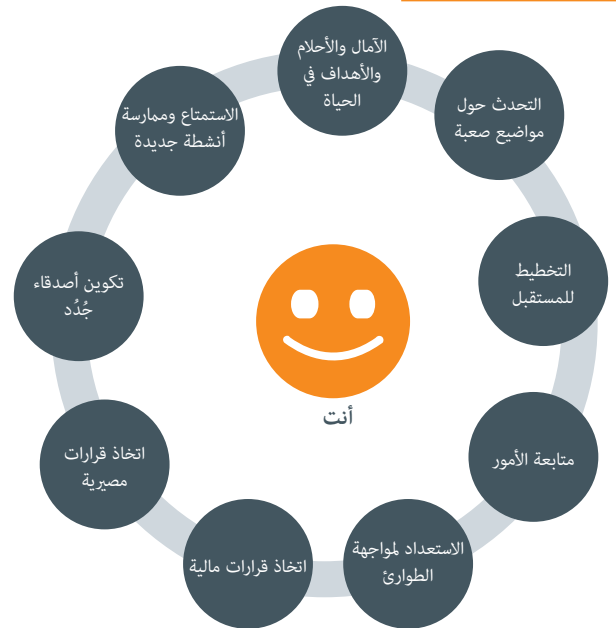 الآمال والأحلام
والأهداف في
الحياة
التحدث حول
مواضيع صعبة
التخطيط
للمستقبل
متابعة الأمور
الاستعداد لمواجهة
الطوارئ
اتخاذ قرارات مالية
اتخاذ قرارات
مصيرية
تكوين أصدقاء
جُدُد
الاستمتاع وممارسة
أنشطة جديدة
أنت